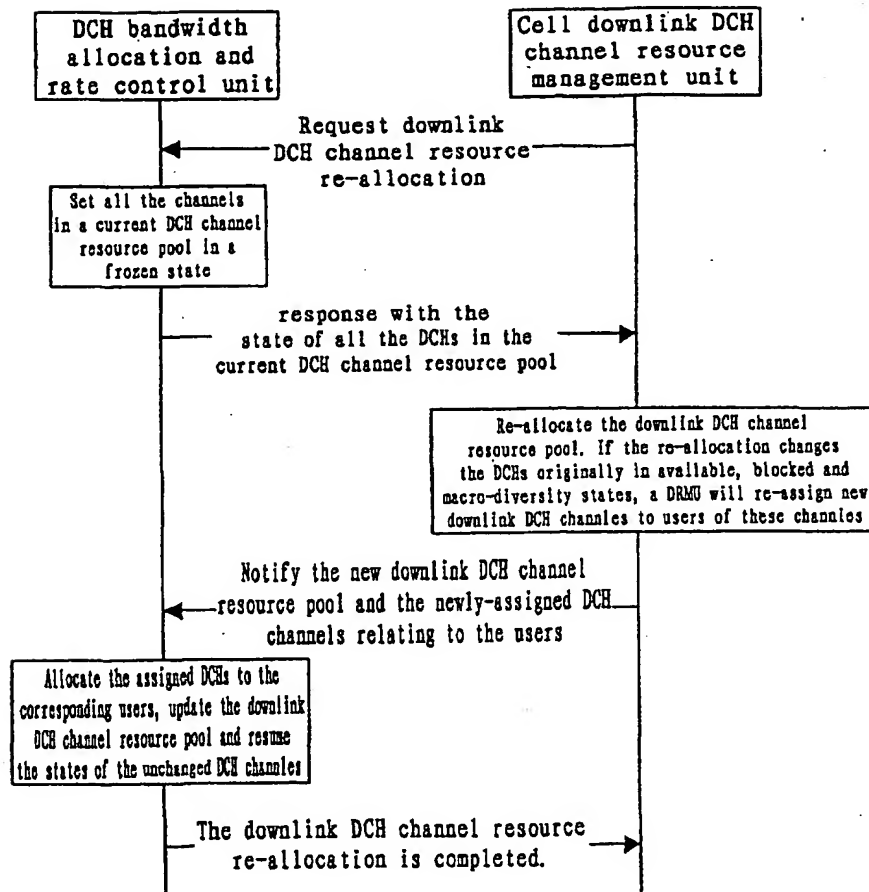 DCH bandwidth
allocation and
rate control unit
Cell downlink DCH
channel resource
management unit
Request downlink
DCH channel resource
re-allocation
Set all the channels
in a current DCH channel
resource pool in a
frozen state
response with the
state of all the DCHs in the
current DCH channel resource pool
Re-allocate the downlink DCH channel
resource pool. If the re-allocation changes
the DCHs originally in available, blocked and
macro-diversity states, a DRMU will re-assign new
downlink DCH channles to users of these channles
Notify the new downlink DCH channel
resource pool and the newly-assigned DCH
channels relating to the users
Allocate the assigned DCHs to the
corresponding users, update the downlink
DCH channel resource pool and resume
the states of the unchanged DCH channles
The downlink DCH channel resource
re-allocation is completed.